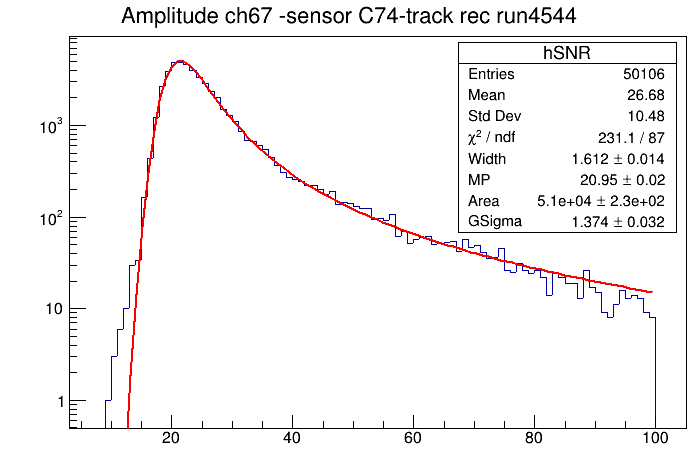 Amplitude ch67 -sensor C74-track rec run4544
hSNR
Entries 50106
Mean 26.68
Std Dev 10.48
χ² / ndf 231.1 / 87
Width 1.612 ± 0.014
MP 20.95 ± 0.02
Area 5.1e+04 ± 2.3e+02
GSigma 1.374 ± 0.032
10³
10²
10
1
20 40 60 80 100